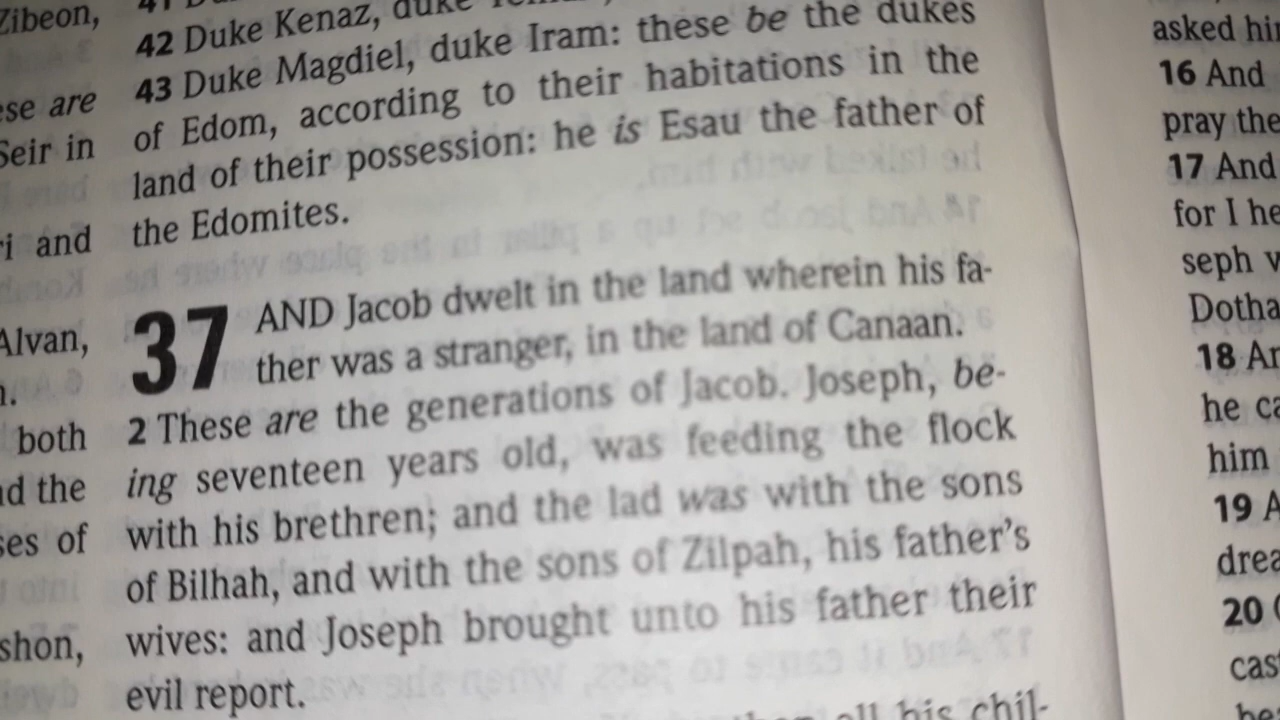 Zibeon,
ese are
Seir in
ri and
Alvan,
n.
both
nd the
ses of
shon,
42 Duke Kenaz, duke
43 Duke Magdiel, duke Iram: these be the dukes
of Edom, according to their habitations in the
land of their possession: he is Esau the father of
the Edomites.
37 AND Jacob dwelt in the land wherein his fa-
ther was a stranger, in the land of Canaan.
2 These are the generations of Jacob. Joseph, be-
ing seventeen years old, was feeding the flock
with his brethren; and the lad was with the sons
of Bilhah, and with the sons of Zilpah, his father's
wives: and Joseph brought unto his father their
evil report.
all his chil-
asked hi
16 And
pray the
17 And
for I he
seph w
Dotha
18 An
he ca
him
19 A
drea
20
cas